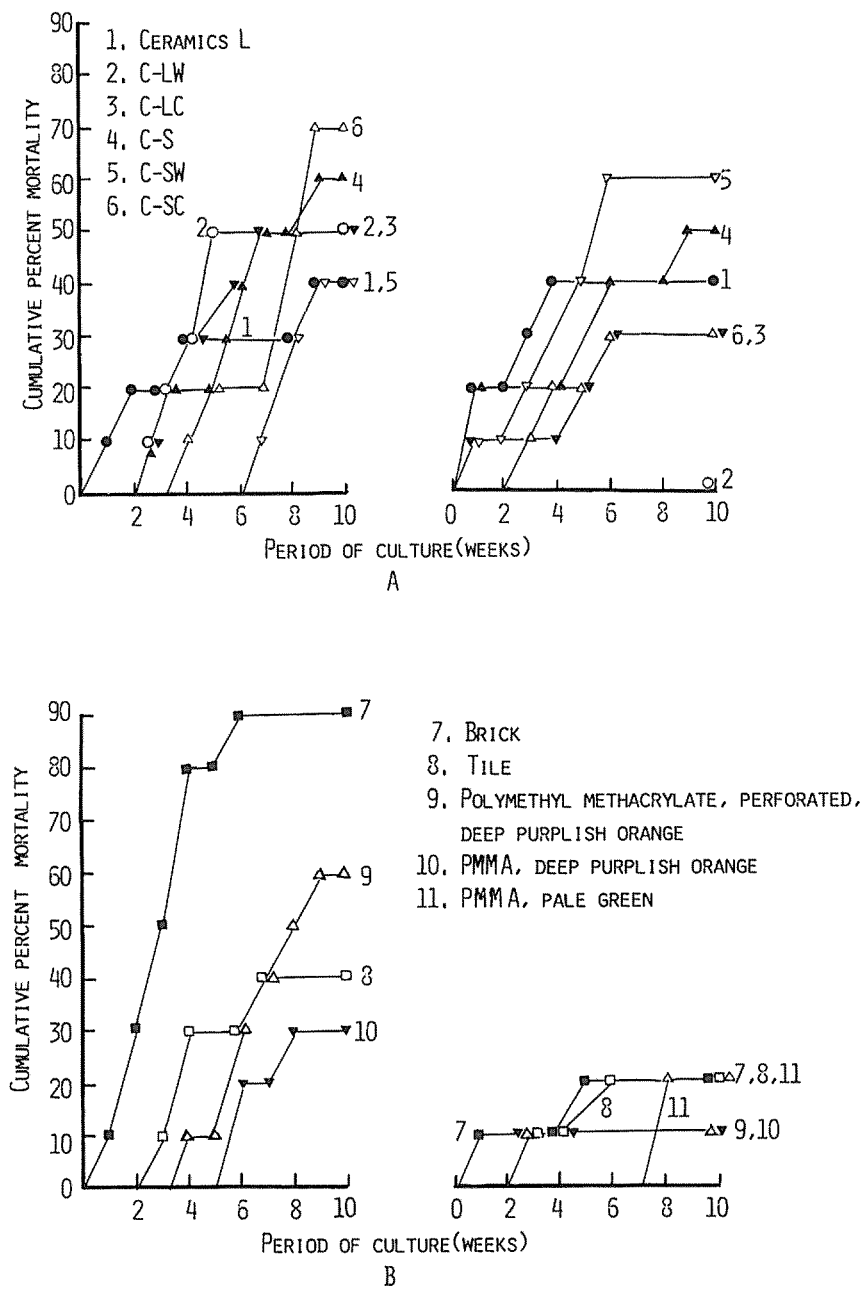 CUMULATIVE PERCENT MORTALITY
90
80
70
60
50
40
30
20
10
0
1. CERAMICS L
2. C-LW
3. C-LC
4. C-S
5. C-SW
6. C-SC
6
4
2
2,3
1
1,5
2 4 6 8 10
5
4
1
6,3
2
0 2 4 6 8 10
PERIOD OF CULTURE(WEEKS)
A
CUMULATIVE PERCENT MORTALITY
90
80
70
60
50
40
30
20
10
0
7
9
8
10
2 4 6 8 10
7. BRICK
8. TILE
9. POLYMETHYL METHACRYLATE, PERFORATED,
DEEP PURPLISH ORANGE
10. PMMA, DEEP PURPLISH ORANGE
11. PMMA, PALE GREEN
7,8,11
7
8
11
9,10
0 2 4 6 8 10
PERIOD OF CULTURE(WEEKS)
B